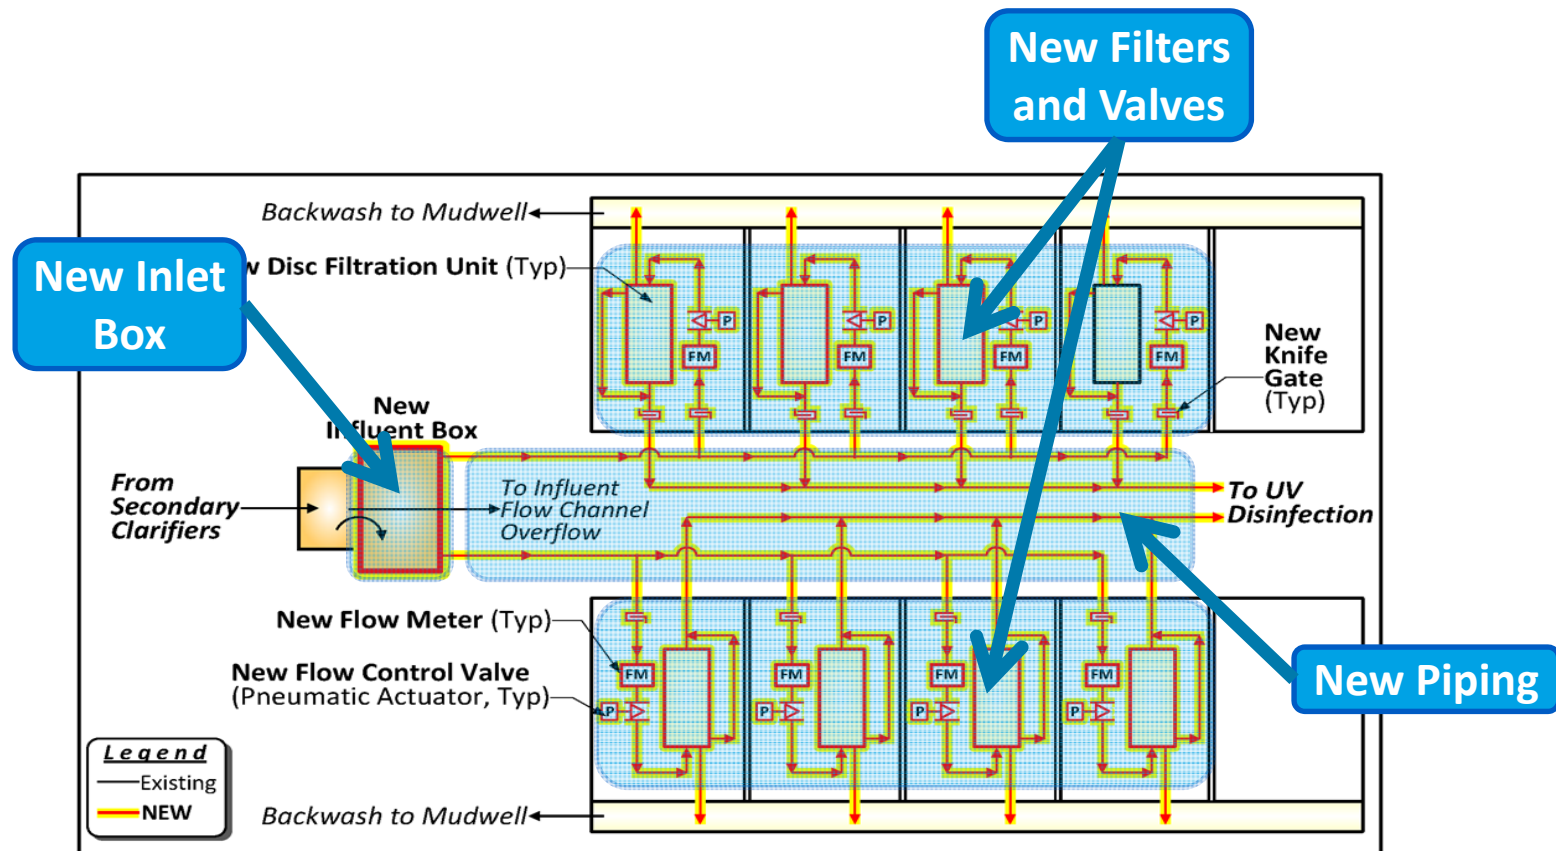 New Filters
and Valves
Backwash to Mudwell
New Inlet
Box
w Disc Filtration Unit (Typ)
P
P
P
P
FM
FM
FM
FM
New
Knife
Gate
(Typ)
New
Influent Box
From
Secondary
Clarifiers
To Influent
Flow Channel
Overflow
To UV
Disinfection
New Flow Meter (Typ)
FM
FM
FM
FM
New Flow Control Valve
(Pneumatic Actuator, Typ)
P
P
P
P
New Piping
Legend
Existing
NEW
Backwash to Mudwell